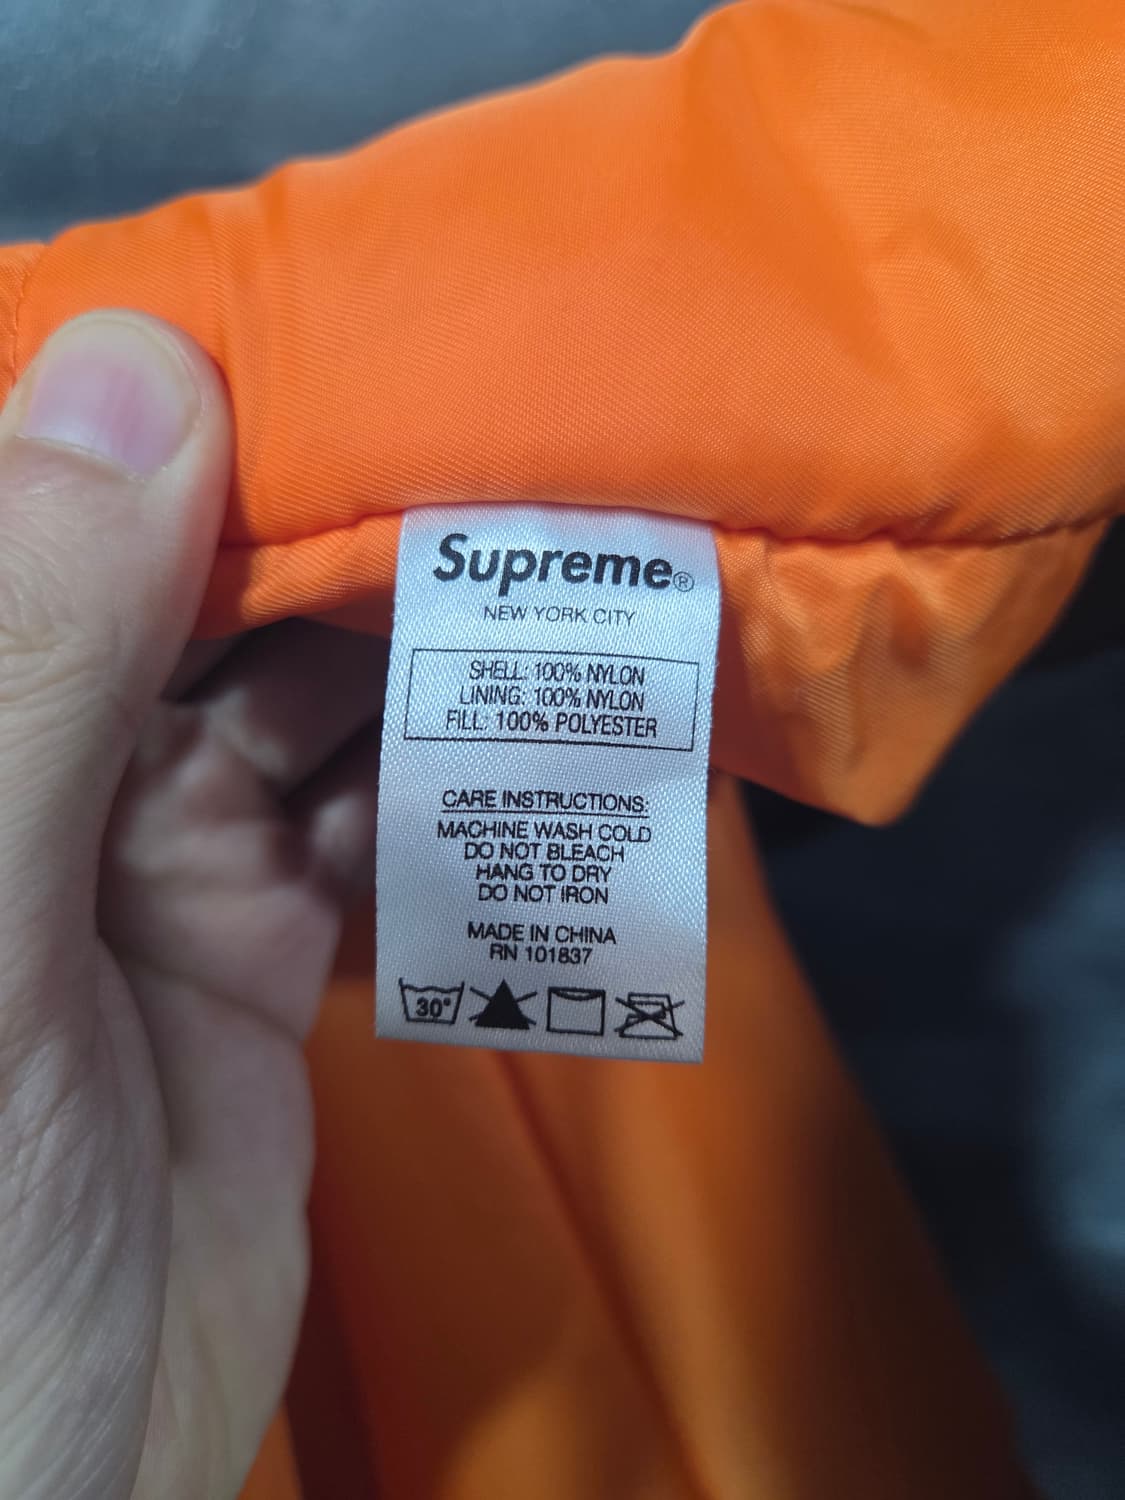 Supreme®
NEW YORK CITY
SHELL: 100% NYLON
LINING: 100% NYLON
FILL: 100% POLYESTER
CARE INSTRUCTIONS:
MACHINE WASH COLD
DO NOT BLEACH
HANG TO DRY
DO NOT IRON
MADE IN CHINA
RN 101837
30°